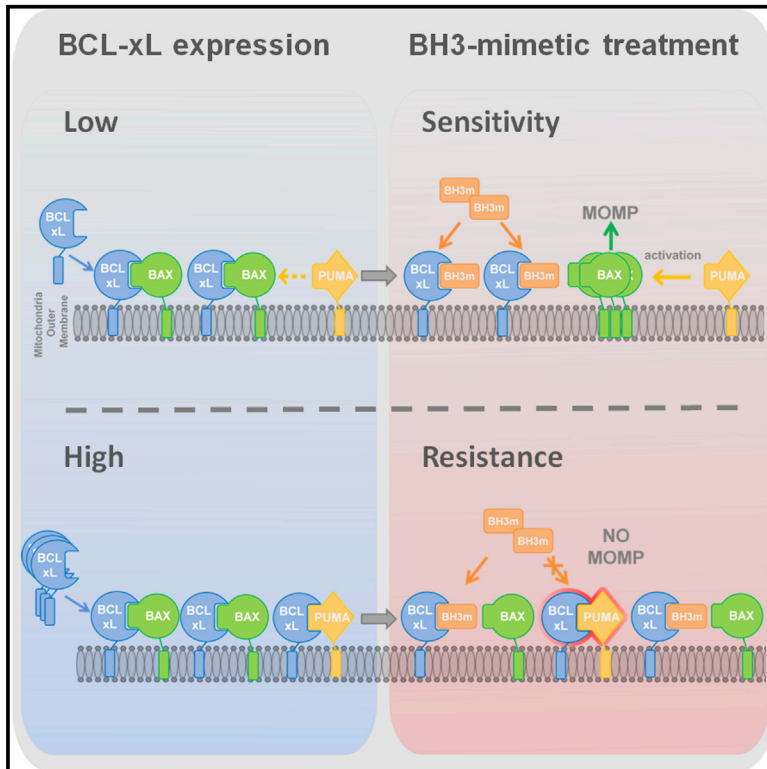 BCL-xL expression
BH3-mimetic treatment
Low
Sensitivity
BCL
xL
BCL
xL
BAX
BCL
xL
BAX
PUMA
Mitochondria
Outer
Membrane
BH3m
BH3m
MOMP
BCL
xL
BH3m
BCL
xL
BH3m
BAX
activation
PUMA
High
Resistance
BCL
xL
BCL
xL
BAX
BCL
xL
BAX
BCL
xL
PUMA
BH3m
BH3m
NO
MOMP
BCL
xL
BH3m
BAX
BCL
xL
PUMA
BCL
xL
BH3m
BAX